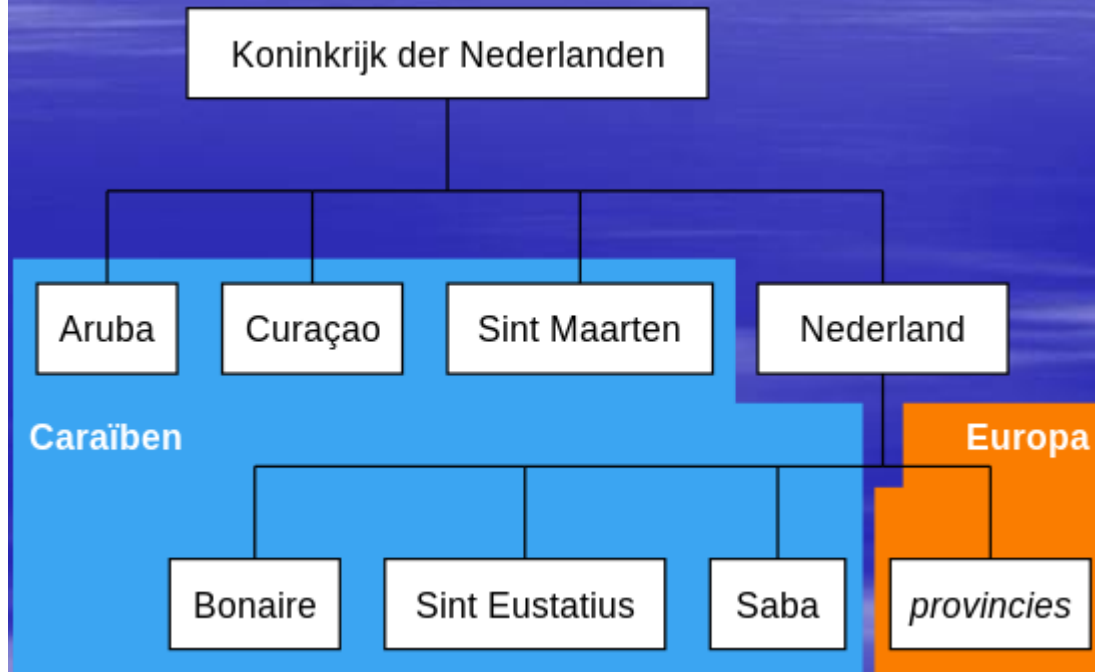 Koninkrijk der Nederlanden
Aruba
Curaçao
Sint Maarten
Nederland
Caraïben
Europa
Bonaire
Sint Eustatius
Saba
provincies